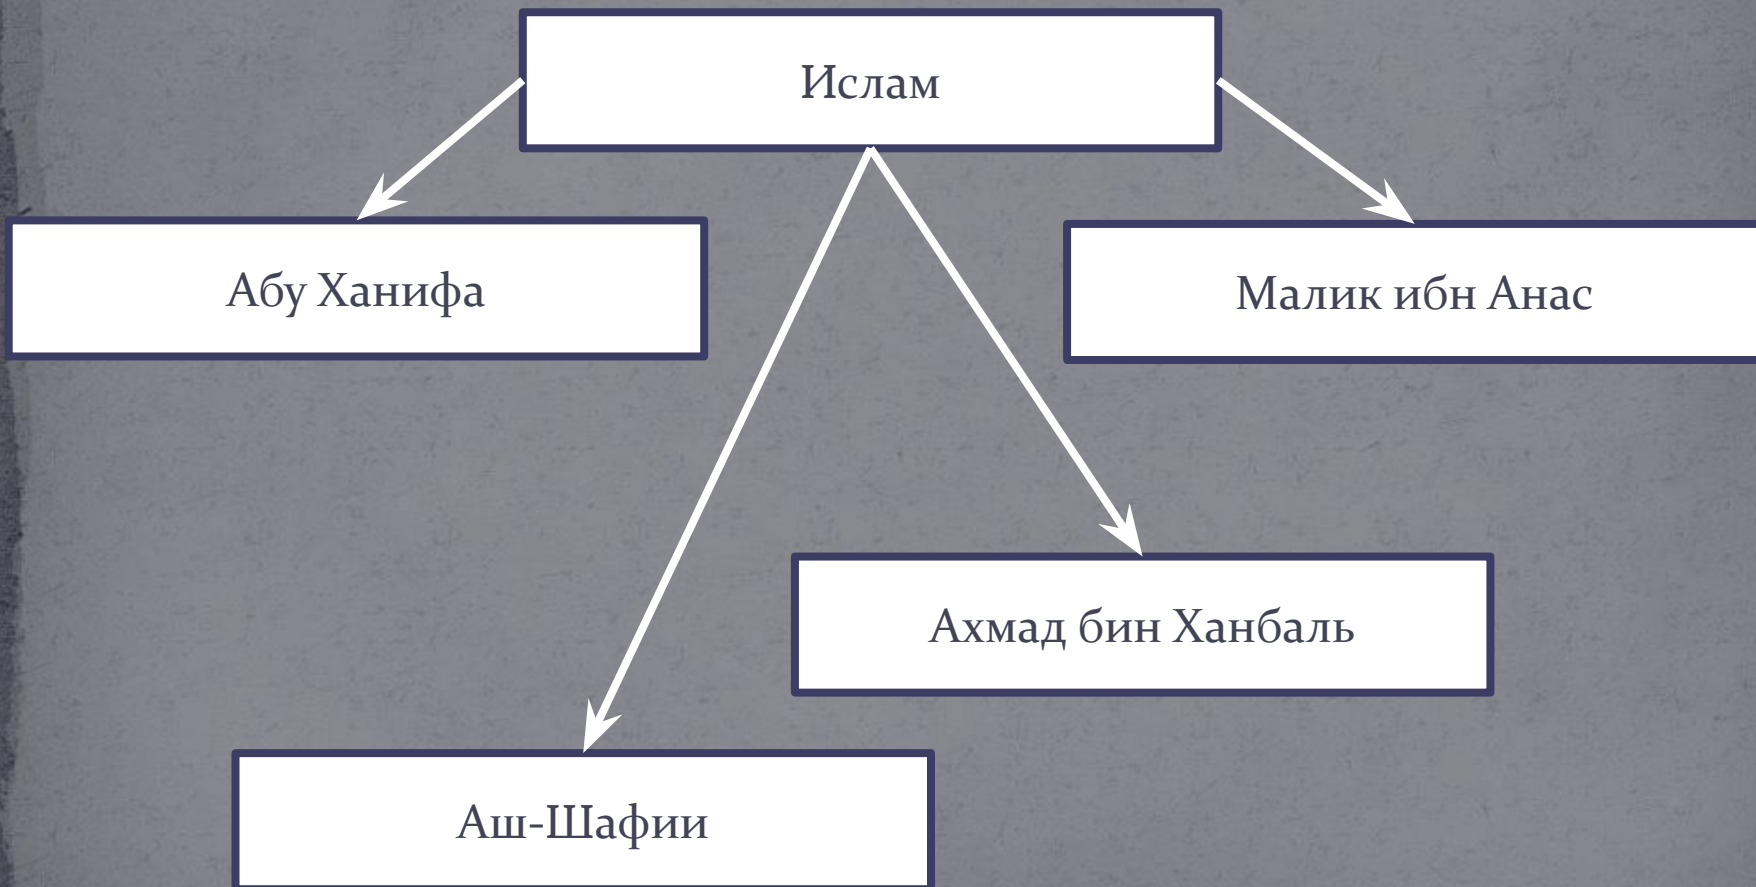 Ислам
Абу Ханифа
Малик ибн Анас
Ахмад бин Ханбаль
Аш-Шафии